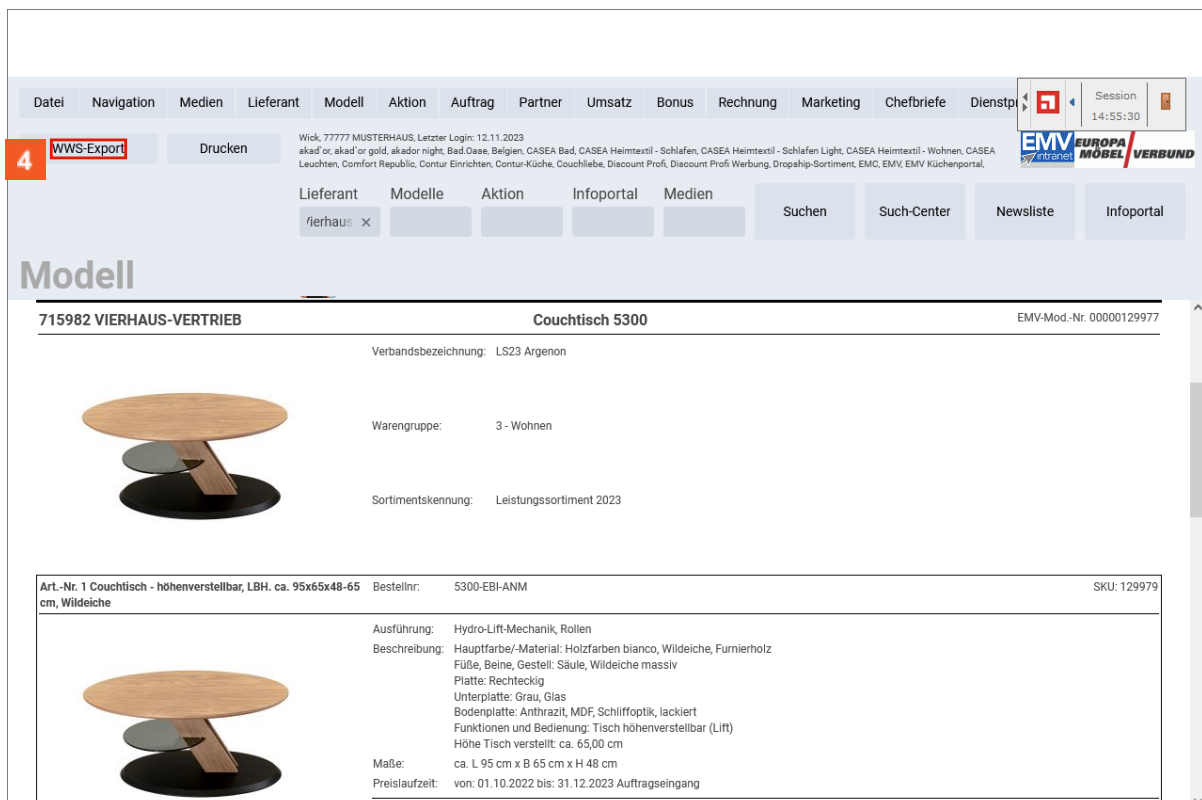 Datei Navigation Medien Lieferant Modell Aktion Auftrag Partner Umsatz Bonus Rechnung Marketing Chefbriefe Dienstpr
Session
14:55:30
4
WWS-Export Drucken
Wick, 77777 MUSTERHAUS, Letzter Login: 12.11.2023
akad`or, akad`or gold, akador night, Bad.Oase, Belgien, CASEA Bad, CASEA Heimtextil - Schlafen, CASEA Heimtextil - Schlafen Light, CASEA Heimtextil - Wohnen, CASEA
Leuchten, Comfort Republic, Contur Einrichten, Contur-Küche, Couchliebe, Discount Profi, Discount Profi Werbung, Dropship-Sortiment, EMC, EMV, EMV Küchenportal,
EMV intranet EUROPA MÖBEL VERBUND
Lieferant Modelle Aktion Infoportal Medien
ierhaus × Suchen Such-Center Newsliste Infoportal
Modell
715982 VIERHAUS-VERTRIEB Couchtisch 5300 EMV-Mod.-Nr. 00000129977
Verbandsbezeichnung: LS23 Argenon
Warengruppe: 3 - Wohnen
Sortimentskennung: Leistungssortiment 2023
Art.-Nr. 1 Couchtisch - höhenverstellbar, LBH. ca. 95x65x48-65 Bestellnr: 5300-EBI-ANM SKU: 129979
cm, Wildeiche
Ausführung: Hydro-Lift-Mechanik, Rollen
Beschreibung: Hauptfarbe/-Material: Holzfarben bianco, Wildeiche, Furnierholz
Füße, Beine, Gestell: Säule, Wildeiche massiv
Platte: Rechteckig
Unterplatte: Grau, Glas
Bodenplatte: Anthrazit, MDF, Schliffoptik, lackiert
Funktionen und Bedienung: Tisch höhenverstellbar (Lift)
Höhe Tisch verstellt: ca. 65,00 cm
Maße: ca. L 95 cm x B 65 cm x H 48 cm
Preislaufzeit: von: 01.10.2022 bis: 31.12.2023 Auftragseingang